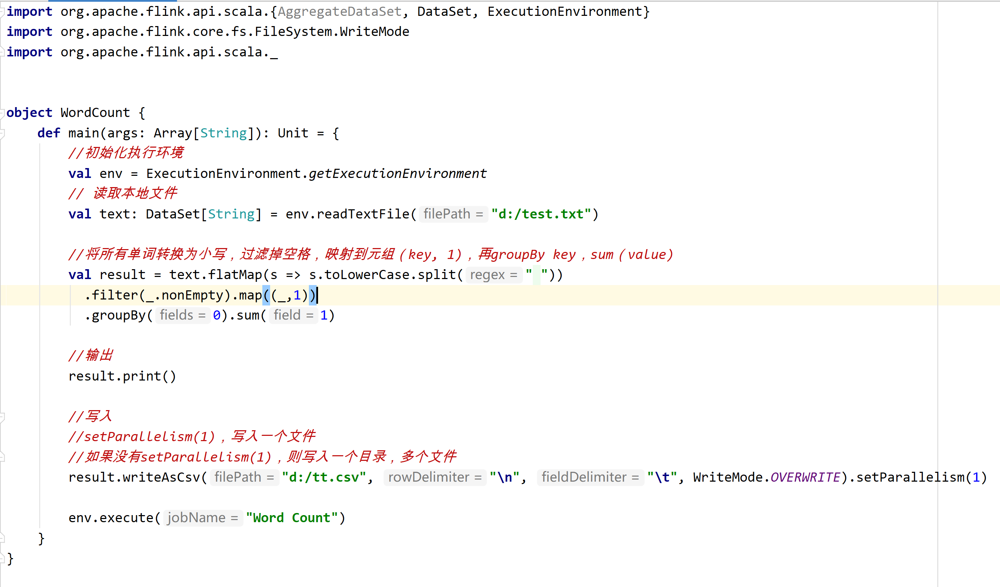 import org.apache.flink.api.scala.{AggregateDataSet, DataSet, ExecutionEnvironment}
import org.apache.flink.core.fs.FileSystem.WriteMode
import org.apache.flink.api.scala._
object WordCount {
def main(args: Array[String]): Unit = {
//初始化执行环境
val env = ExecutionEnvironment.getExecutionEnvironment
// 读取本地文件
val text: DataSet[String] = env.readTextFile( filePath = "d:/test.txt")
//将所有单词转换为小写，过滤掉空格，映射到元组（key, 1)，再groupBy key，sum（value)
val result = text.flatMap(s => s.toLowerCase.split( regex = " "))
.filter(_.nonEmpty).map((_,1))
.groupBy( fields = 0).sum( field = 1)
//输出
result.print()
//写入
//setParallelism(1)，写入一个文件
//如果没有setParallelism(1)，则写入一个目录，多个文件
result.writeAsCsv( filePath = "d:/tt.csv", rowDelimiter = "\n", fieldDelimiter = "\t", WriteMode.OVERWRITE).setParallelism(1)
env.execute( jobName = "Word Count")
}
}